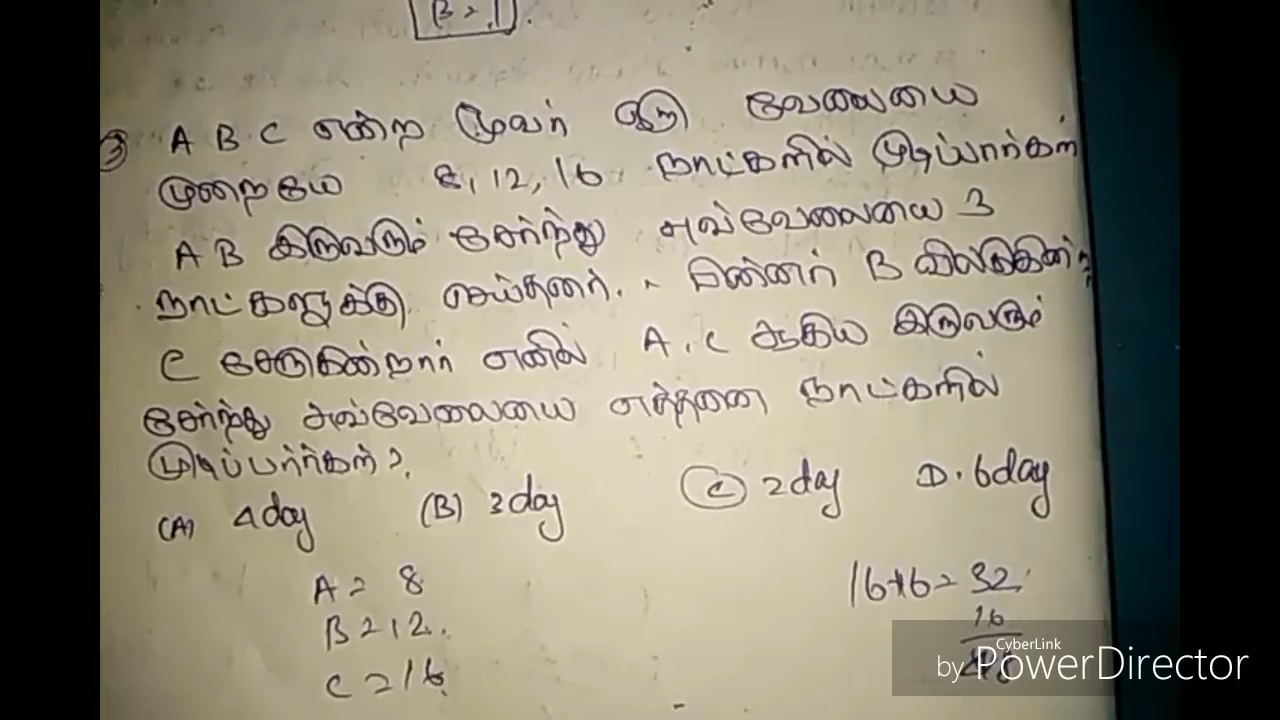 B = 1
③ A B C என்ற மூவர் ஒரு வேலையை
முறையே 8, 12, 16 நாட்களில் முடிப்பார்கள்
A B இருவரும் சேர்ந்து அவ்வேலையை 3
நாட்களுக்கு செய்தனர். பின்னர் B விலகின்
C சேருகின்றார் எனில் A, C ஆகிய இருவரும்
சேர்ந்து அவ்வேலையை எத்தனை நாட்களில்
முடிப்பார்கள்?
(A) 4day (B) 3day (C) 2day D. 6day
A = 8
B = 12.
C = 16
16+16 = 32
16
48
CyberLink
by PowerDirector